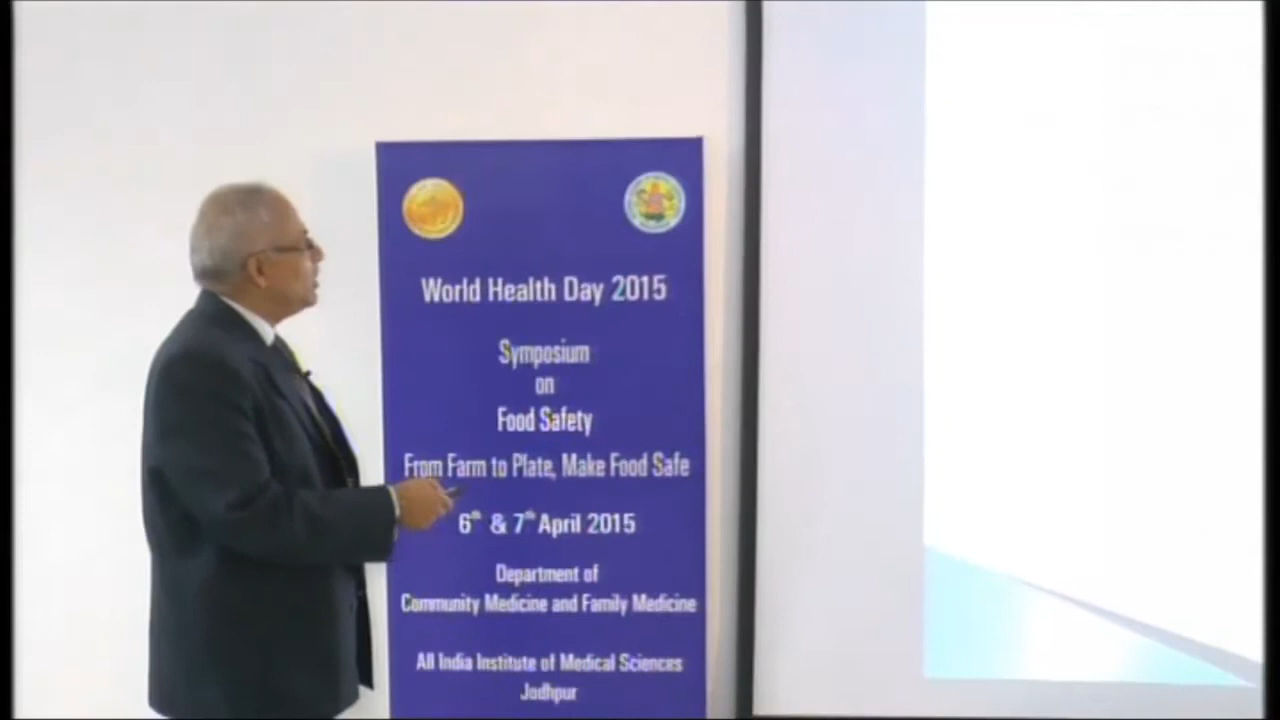 World Health Day 2015
Symposium
on
Food Safety
From Farm to Plate, Make Food Safe
6th & 7th April 2015
Department of
Community Medicine and Family Medicine
All India Institute of Medical Sciences
Jodhpur